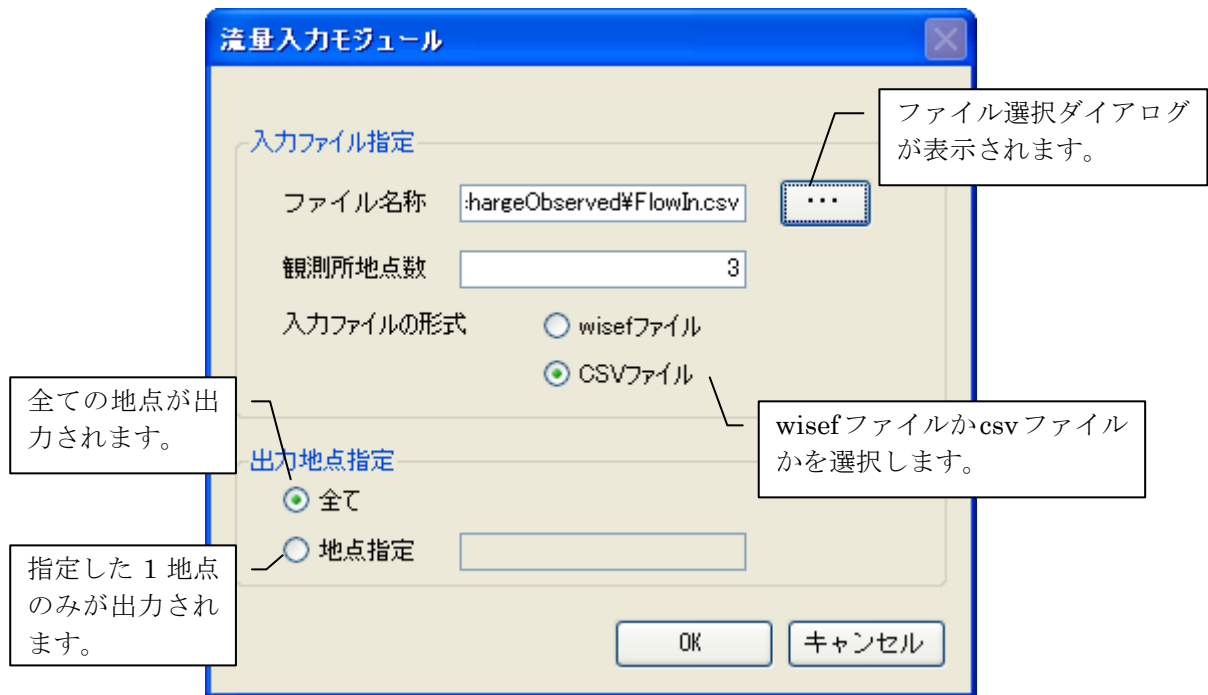 流量入力モジュール
ファイル選択ダイアログ
が表示されます。
入力ファイル指定
ファイル名称 :hargeObserved¥FlowIn.csv ...
観測所地点数 3
入力ファイルの形式 wisefファイル
CSVファイル
全ての地点が出
力されます。
wisefファイルかcsvファイル
かを選択します。
出力地点指定
全て
地点指定
指定した 1 地点
のみが出力され
ます。
OK キャンセル